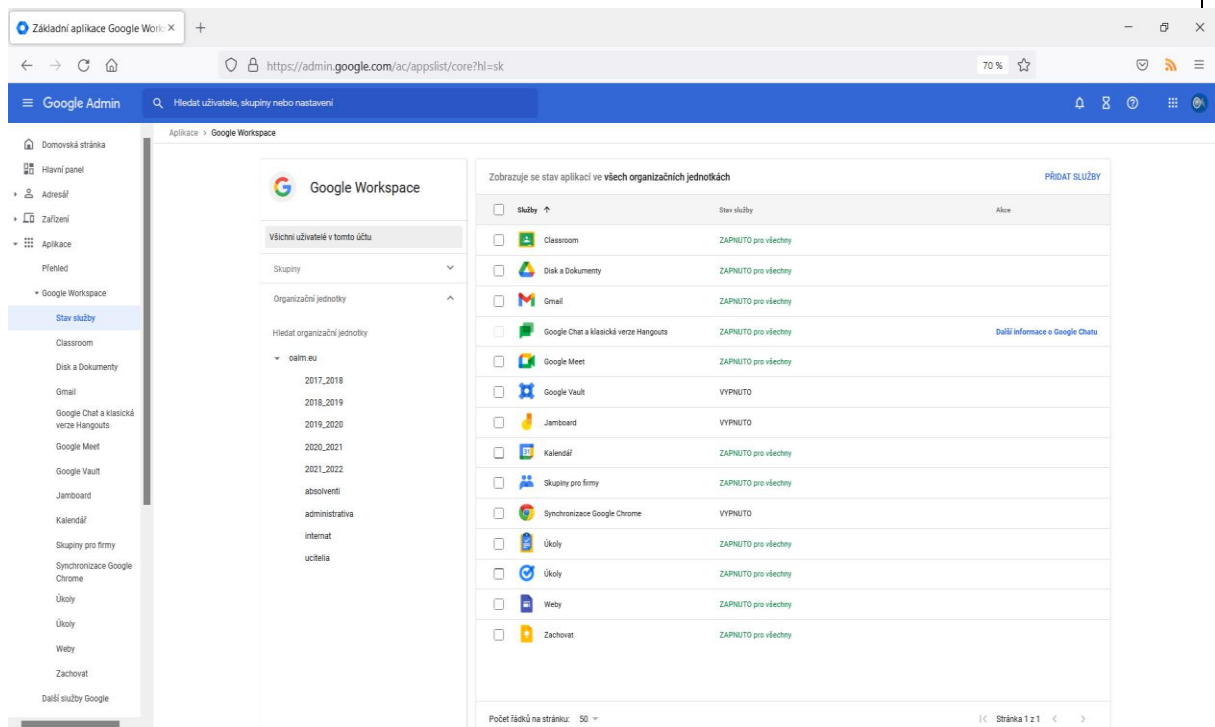 Základní aplikace Google Work
https://admin.google.com/ac/appslist/core?hl=sk
70 %
Google Admin
Hledat uživatele, skupiny nebo nastavení
Aplikace > Google Workspace
Domovská stránka
Hlavní panel
Adresář
Zařízení
Aplikace
Přehled
Google Workspace
Stav služby
Classroom
Disk a Dokumenty
Gmail
Google Chat a klasická
verze Hangouts
Google Meet
Google Vault
Jamboard
Kalendář
Skupiny pro firmy
Synchronizace Google
Chrome
Úkoly
Úkoly
Weby
Zachovat
Další služby Google
Google Workspace
Všichni uživatelé v tomto účtu
Skupiny
Organizační jednotky
Hledat organizační jednotky
oalm.eu
2017_2018
2018_2019
2019_2020
2020_2021
2021_2022
absolventi
administrativa
internat
ucitelia
Zobrazuje se stav aplikací ve všech organizačních jednotkách
PŘIDAT SLUŽBY
Služby Stav služby Akce
Classroom ZAPNUTO pro všechny
Disk a Dokumenty ZAPNUTO pro všechny
Gmail ZAPNUTO pro všechny
Google Chat a klasická verze Hangouts ZAPNUTO pro všechny Další informace o Google Chatu
Google Meet ZAPNUTO pro všechny
Google Vault VYPNUTO
Jamboard VYPNUTO
31 Kalendář ZAPNUTO pro všechny
Skupiny pro firmy ZAPNUTO pro všechny
Synchronizace Google Chrome VYPNUTO
Úkoly ZAPNUTO pro všechny
Úkoly ZAPNUTO pro všechny
Weby ZAPNUTO pro všechny
Zachovat ZAPNUTO pro všechny
Počet řádků na stránku: 50
Stránka 1 z 1